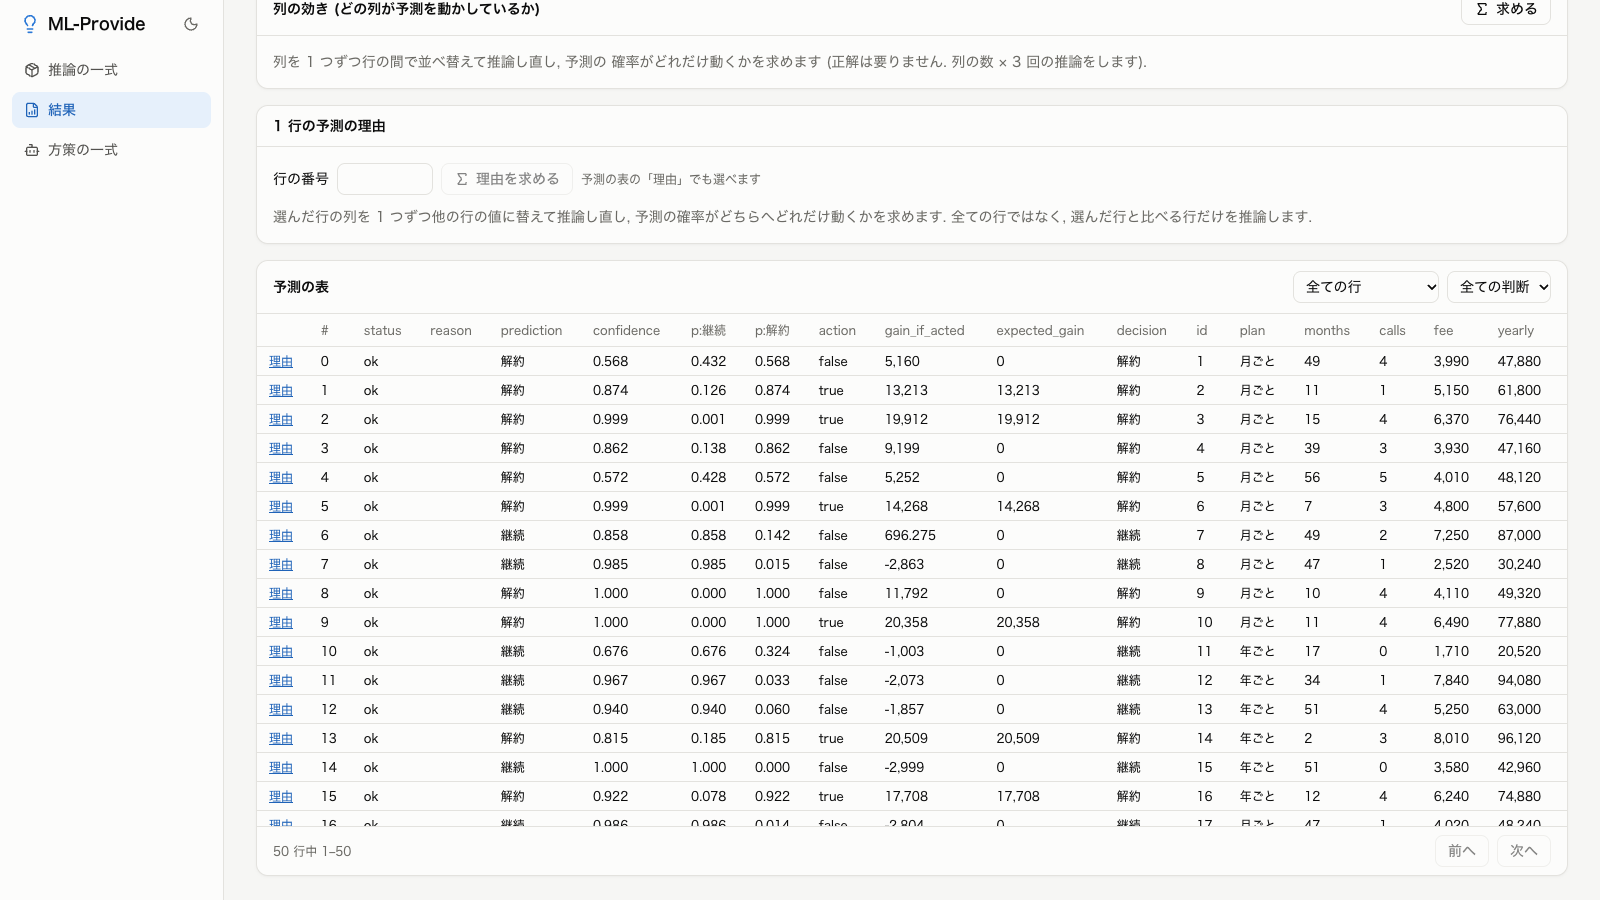 ML-Provide
推論の一式
結果
方策の一式
列の効き (どの列が予測を動かしているか)
Σ 求める
列を 1 つずつ行の間で並べ替えて推論し直し, 予測の 確率がどれだけ動くかを求めます (正解は要りません. 列の数 × 3 回の推論をします).
1 行の予測の理由
行の番号 Σ 理由を求める 予測の表の「理由」でも選べます
選んだ行の列を 1 つずつ他の行の値に替えて推論し直し, 予測の確率がどちらへどれだけ動くかを求めます. 全ての行ではなく, 選んだ行と比べる行だけを推論します.
予測の表 全ての行 全ての判断
# status reason prediction confidence p:継続 p:解約 action gain_if_acted expected_gain decision id plan months calls fee yearly
理由 0 ok 解約 0.568 0.432 0.568 false 5,160 0 解約 1 月ごと 49 4 3,990 47,880
理由 1 ok 解約 0.874 0.126 0.874 true 13,213 13,213 解約 2 月ごと 11 1 5,150 61,800
理由 2 ok 解約 0.999 0.001 0.999 true 19,912 19,912 解約 3 月ごと 15 4 6,370 76,440
理由 3 ok 解約 0.862 0.138 0.862 false 9,199 0 解約 4 月ごと 39 3 3,930 47,160
理由 4 ok 解約 0.572 0.428 0.572 false 5,252 0 解約 5 月ごと 56 5 4,010 48,120
理由 5 ok 解約 0.999 0.001 0.999 true 14,268 14,268 解約 6 月ごと 7 3 4,800 57,600
理由 6 ok 継続 0.858 0.858 0.142 false 696.275 0 継続 7 月ごと 49 2 7,250 87,000
理由 7 ok 継続 0.985 0.985 0.015 false -2,863 0 継続 8 月ごと 47 1 2,520 30,240
理由 8 ok 解約 1.000 0.000 1.000 false 11,792 0 解約 9 月ごと 10 4 4,110 49,320
理由 9 ok 解約 1.000 0.000 1.000 true 20,358 20,358 解約 10 月ごと 11 4 6,490 77,880
理由 10 ok 継続 0.676 0.676 0.324 false -1,003 0 継続 11 年ごと 17 0 1,710 20,520
理由 11 ok 継続 0.967 0.967 0.033 false -2,073 0 継続 12 年ごと 34 1 7,840 94,080
理由 12 ok 継続 0.940 0.940 0.060 false -1,857 0 継続 13 年ごと 51 4 5,250 63,000
理由 13 ok 解約 0.815 0.185 0.815 true 20,509 20,509 解約 14 年ごと 2 3 8,010 96,120
理由 14 ok 継続 1.000 1.000 0.000 false -2,999 0 継続 15 年ごと 51 0 3,580 42,960
理由 15 ok 解約 0.922 0.078 0.922 true 17,708 17,708 解約 16 年ごと 12 4 6,240 74,880
理由 16 ok 継続 0.986 0.986 0.014 false -2,804 0 継続 17 月ごと 47 1 4,020 48,240
50 行中 1–50 前へ 次へ